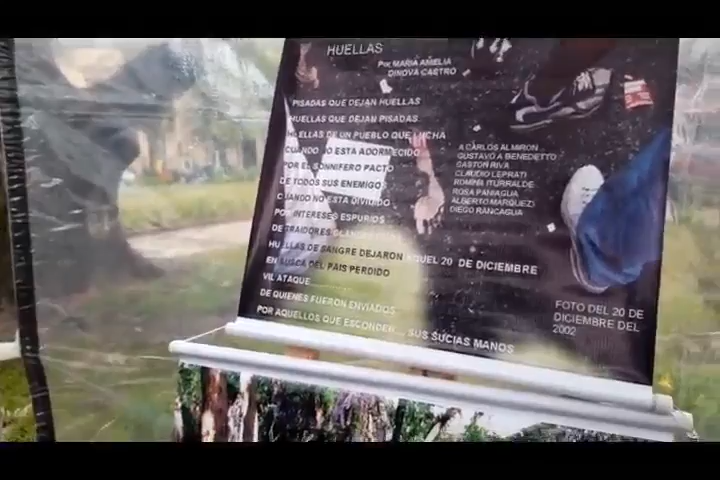 HUELLAS
Por MARIA AMELIA
DINOVA CASTRO
PISADAS QUE DEJAN HUELLAS
HUELLAS QUE DEJAN PISADAS
HUELLAS DE UN PUEBLO QUE LUCHA
CUANDO NO ESTA ADORMECIDO
POR EL SONNIFERO PACTO
DE TODOS SUS ENEMIGOS
CUANDO NO ESTA DIVIDIDO
POR INTERESES ESPURIOS
DE TRAIDORES
HUELLAS DE SANGRE DEJARON AQUEL 20 DE DICIEMBRE
EN BUSCA DEL PAIS PERDIDO
VIL ATAQUE
DE QUIENES FUERON ENVIADOS
POR AQUELLOS QUE ESCONDEN... SUS SUCIAS MANOS
A CARLOS ALMIRON
GUSTAVO A BENEDETTO
GASTON RIVA
CLAUDIO LEPRATI
ROMINA ITURRALDE
ROSA PANIAGUA
ALBERTO MARQUEZ
DIEGO RANCAGUA
FOTO DEL 20 DE
DICIEMBRE DEL
2002